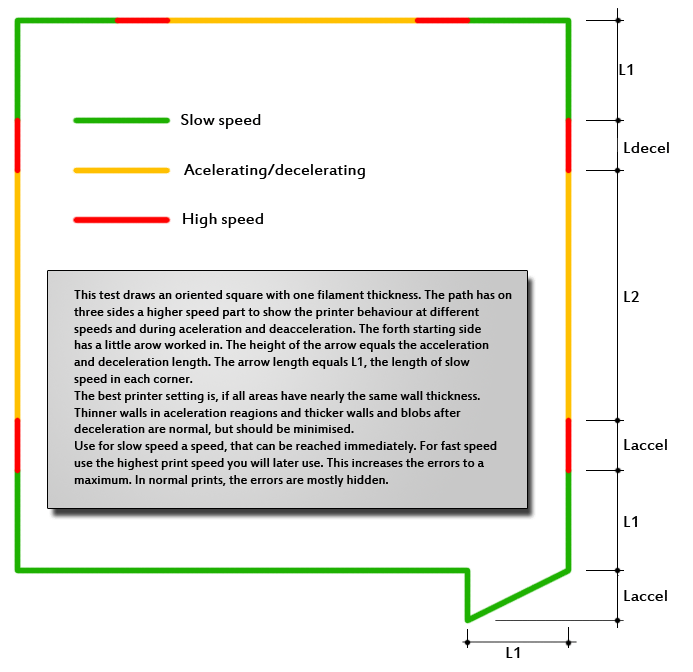 L1
Slow speed
Ldecel
Acelerating/decelerating
High speed
This test draws an oriented square with one filament thickness. The path has on
three sides a higher speed part to show the printer behaviour at different
speeds and during aceleration and deacceleration. The forth starting side
has a little arow worked in. The height of the arrow equals the acceleration
and deceleration length. The arrow length equals L1, the length of slow
speed in each corner.
The best printer setting is, if all areas have nearly the same wall thickness.
Thinner walls in aceleration reagions and thicker walls and blobs after
deceleration are normal, but should be minimised.
Use for slow speed a speed, that can be reached immediately. For fast speed
use the highest print speed you will later use. This increases the errors to a
maximum. In normal prints, the errors are mostly hidden.
L2
Laccel
L1
Laccel
L1